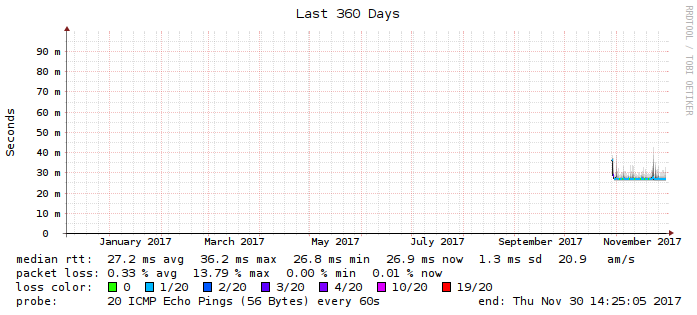 Last 360 Days
RRDTOOL / TOBI OETIKER
Seconds
90 m
80 m
70 m
60 m
50 m
40 m
30 m
20 m
10 m
0
January 2017 March 2017 May 2017 July 2017 September 2017 November 2017
median rtt: 27.2 ms avg 36.2 ms max 26.8 ms min 26.9 ms now 1.3 ms sd 20.9 am/s
packet loss: 0.33 % avg 13.79 % max 0.00 % min 0.01 % now
loss color: 0 1/20 2/20 3/20 4/20 10/20 19/20
probe: 20 ICMP Echo Pings (56 Bytes) every 60s end: Thu Nov 30 14:25:05 2017